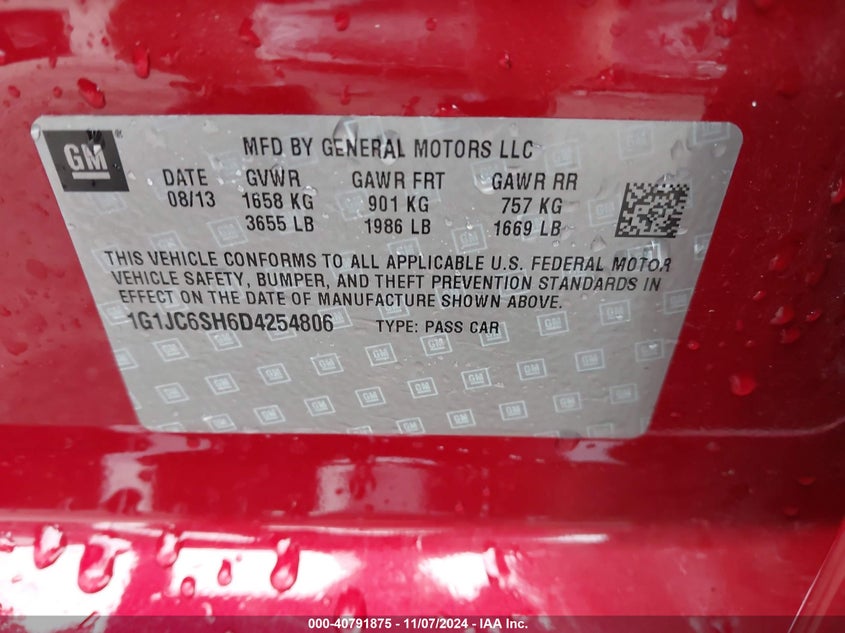 GM ®
MFD BY GENERAL MOTORS LLC
DATE GVWR GAWR FRT GAWR RR
08/13 1658 KG 901 KG 757 KG
3655 LB 1986 LB 1669 LB
THIS VEHICLE CONFORMS TO ALL APPLICABLE U.S. FEDERAL MOTOR
VEHICLE SAFETY, BUMPER, AND THEFT PREVENTION STANDARDS IN
EFFECT ON THE DATE OF MANUFACTURE SHOWN ABOVE.
1G1JC6SH6D4254806 TYPE: PASS CAR
000-40791875 - 11/07/2024 - IAA Inc.